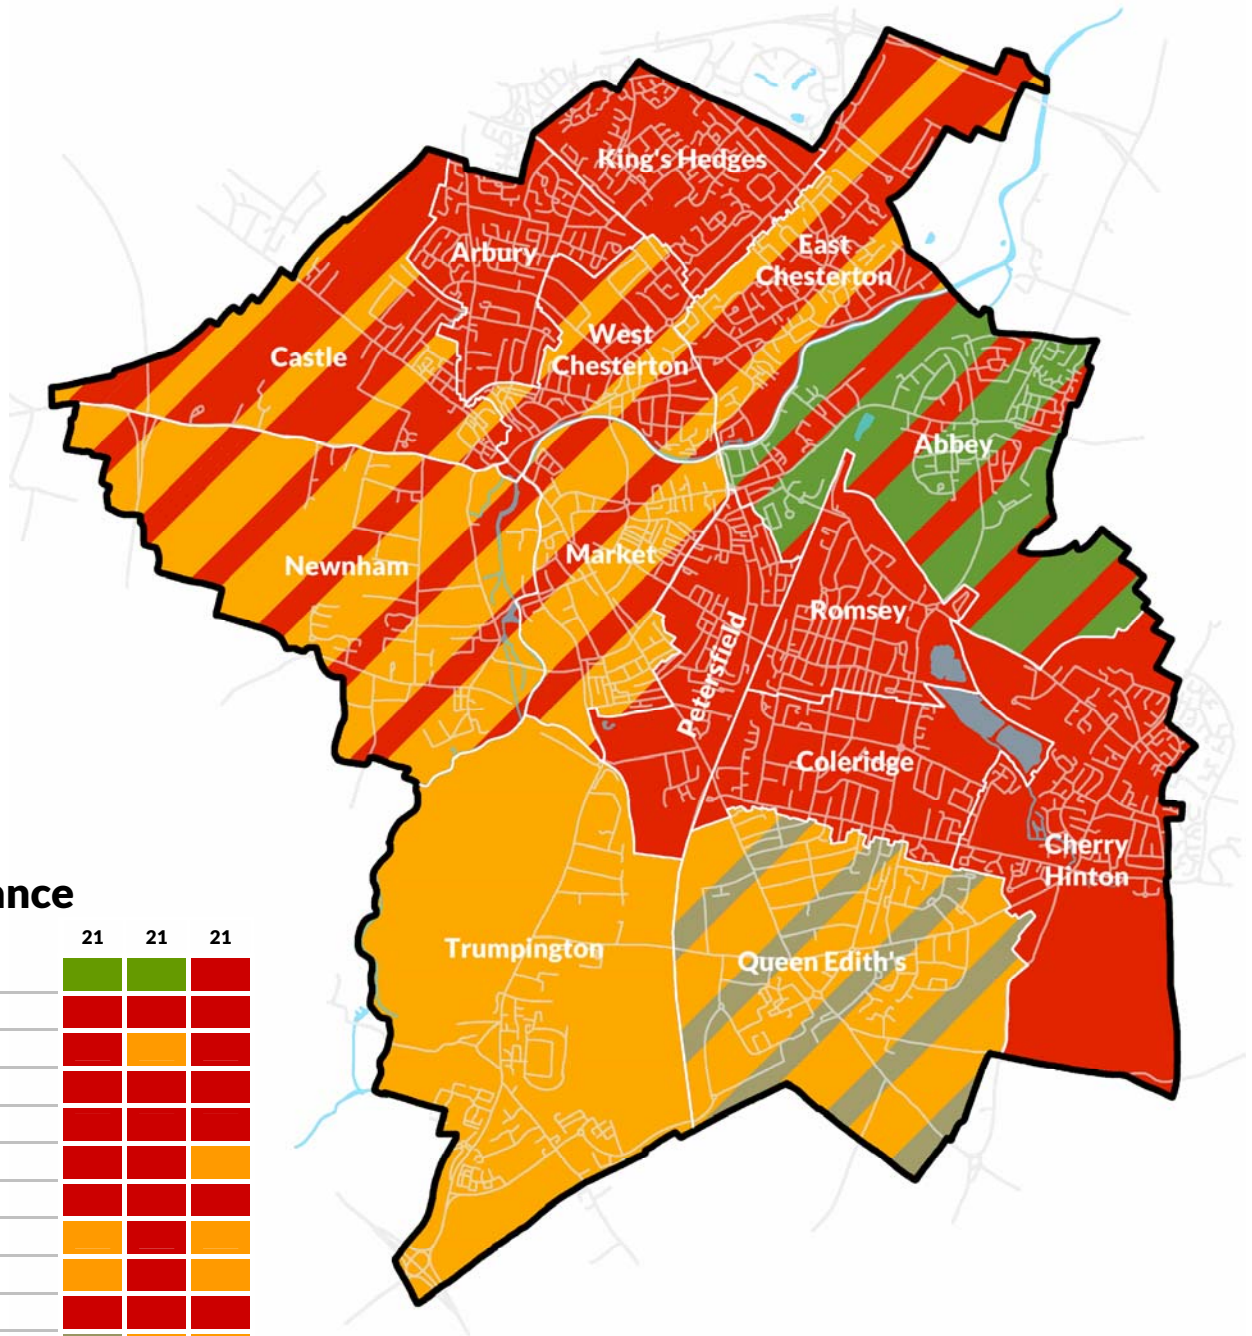 King's Hedges
Arbury
East
Chesterton
West
Chesterton
Castle
Abbey
Newnham
Market
Romsey
Petersfield
Coleridge
Cherry
Hinton
Trumpington
Queen Edith's
ance
21 21 21